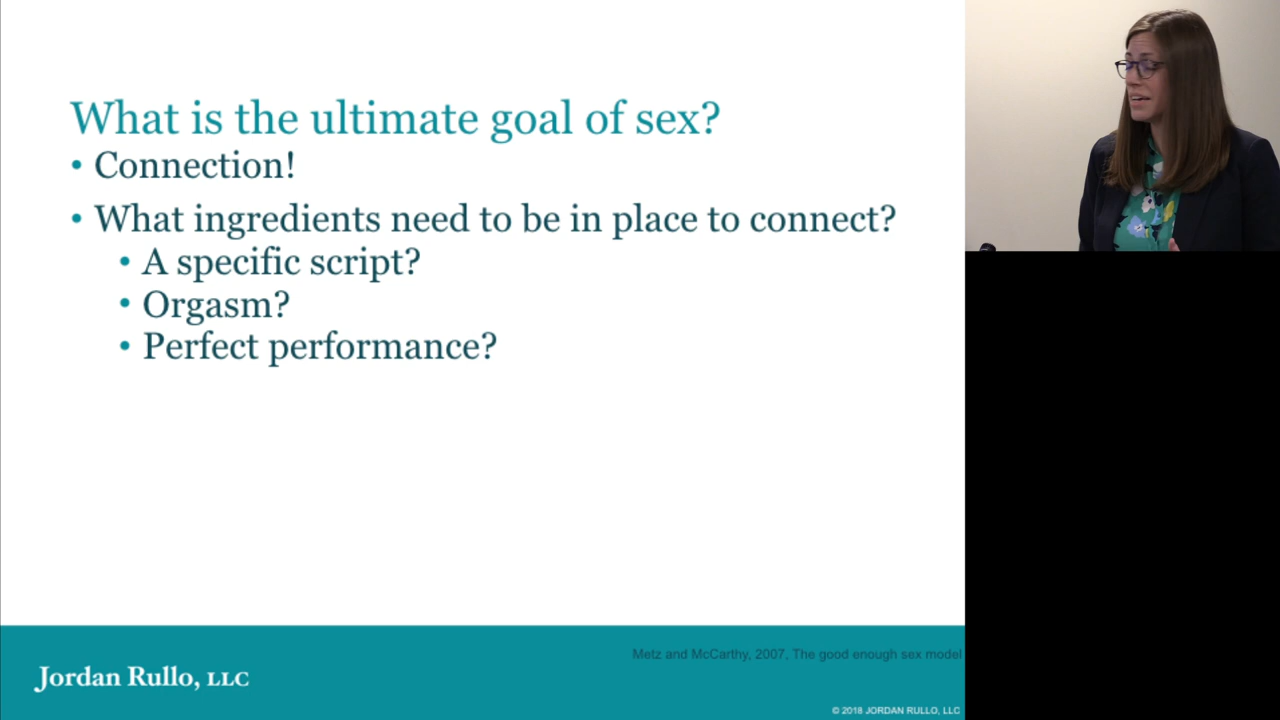 What is the ultimate goal of sex?
• Connection!
• What ingredients need to be in place to connect?
• A specific script?
• Orgasm?
• Perfect performance?
Metz and McCarthy, 2007, The good enough sex model
Jordan Rullo, LLC
© 2018 JORDAN RULLO, LLC